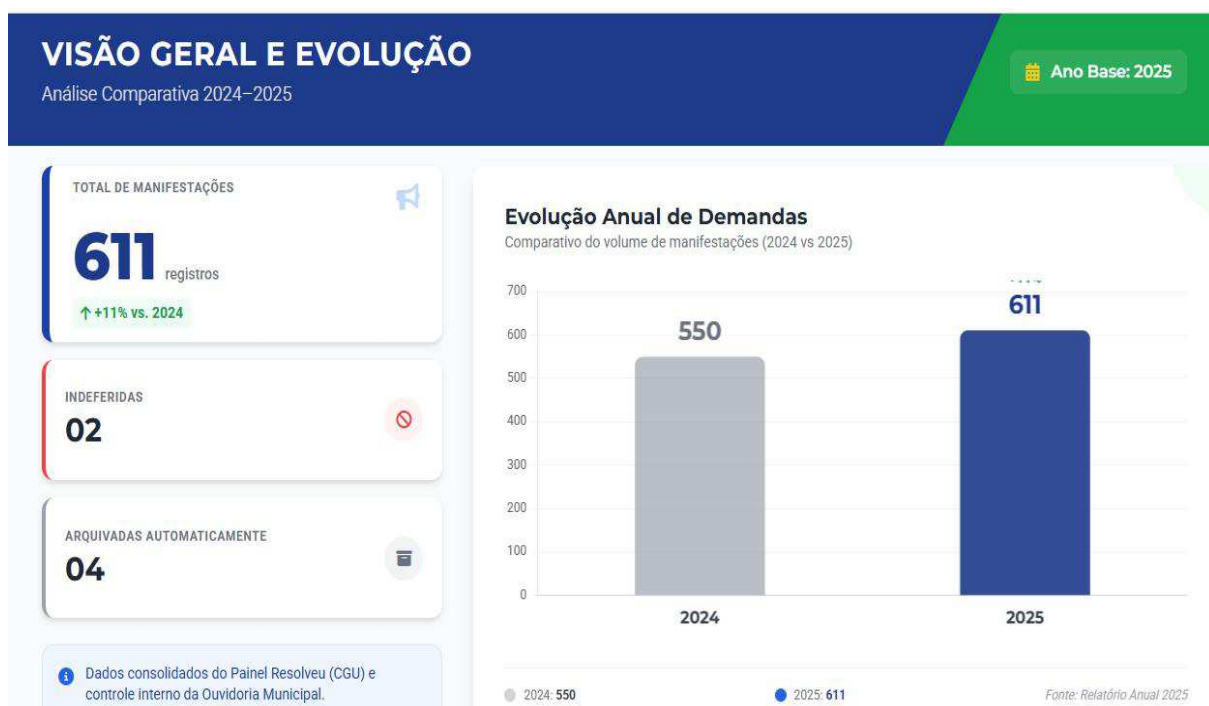 VISÃO GERAL E EVOLUÇÃO
Análise Comparativa 2024–2025
Ano Base: 2025
TOTAL DE MANIFESTAÇÕES
611 registros
↑ +11% vs. 2024
INDEFERIDAS
02
ARQUIVADAS AUTOMATICAMENTE
04
Dados consolidados do Painel Resolveu (CGU) e
controle interno da Ouvidoria Municipal.
Evolução Anual de Demandas
Comparativo do volume de manifestações (2024 vs 2025)
700
600
500
400
300
200
100
0
550
611
2024
2025
2024: 550
2025: 611
Fonte: Relatório Anual 2025